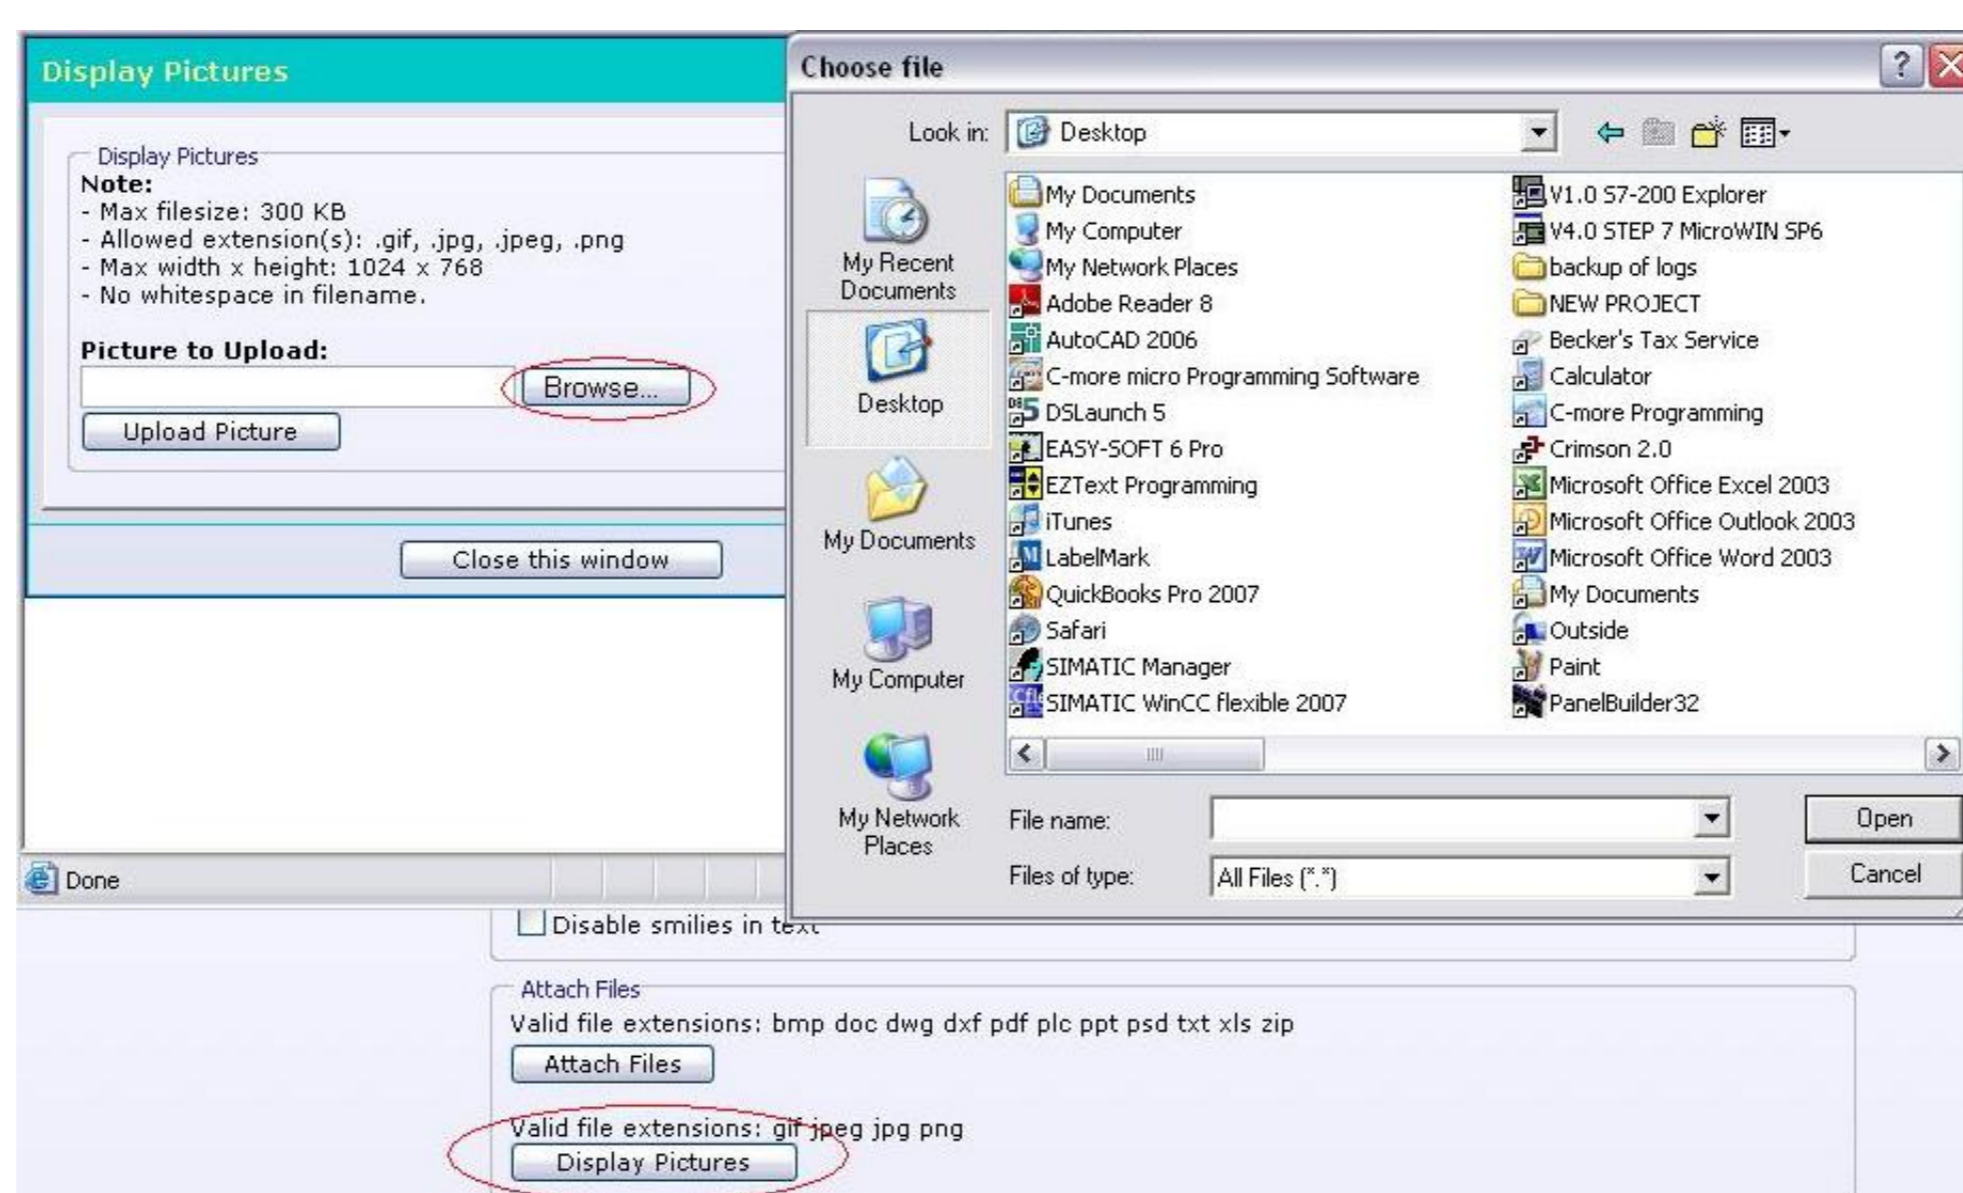 Display Pictures
Display Pictures
Note:
- Max filesize: 300 KB
- Allowed extension(s): .gif, .jpg, .jpeg, .png
- Max width x height: 1024 x 768
- No whitespace in filename.
Picture to Upload:
Browse...
Upload Picture
Close this window
Done
Choose file
?
Look in:
Desktop
My Recent
Documents
Desktop
My Documents
My Computer
My Network
Places
My Documents
My Computer
My Network Places
Adobe Reader 8
AutoCAD 2006
C-more micro Programming Software
DSLaunch 5
EASY-SOFT 6 Pro
EZText Programming
iTunes
LabelMark
QuickBooks Pro 2007
Safari
SIMATIC Manager
SIMATIC WinCC flexible 2007
V1.0 S7-200 Explorer
V4.0 STEP 7 MicroWIN SP6
backup of logs
NEW PROJECT
Becker's Tax Service
Calculator
C-more Programming
Crimson 2.0
Microsoft Office Excel 2003
Microsoft Office Outlook 2003
Microsoft Office Word 2003
My Documents
Outside
Paint
PanelBuilder32
File name:
Open
Files of type:
All Files (*.*)
Cancel
Disable smilies in text
Attach Files
Valid file extensions: bmp doc dwg dxf pdf plc ppt psd txt xls zip
Attach Files
Valid file extensions: gif jpeg jpg png
Display Pictures